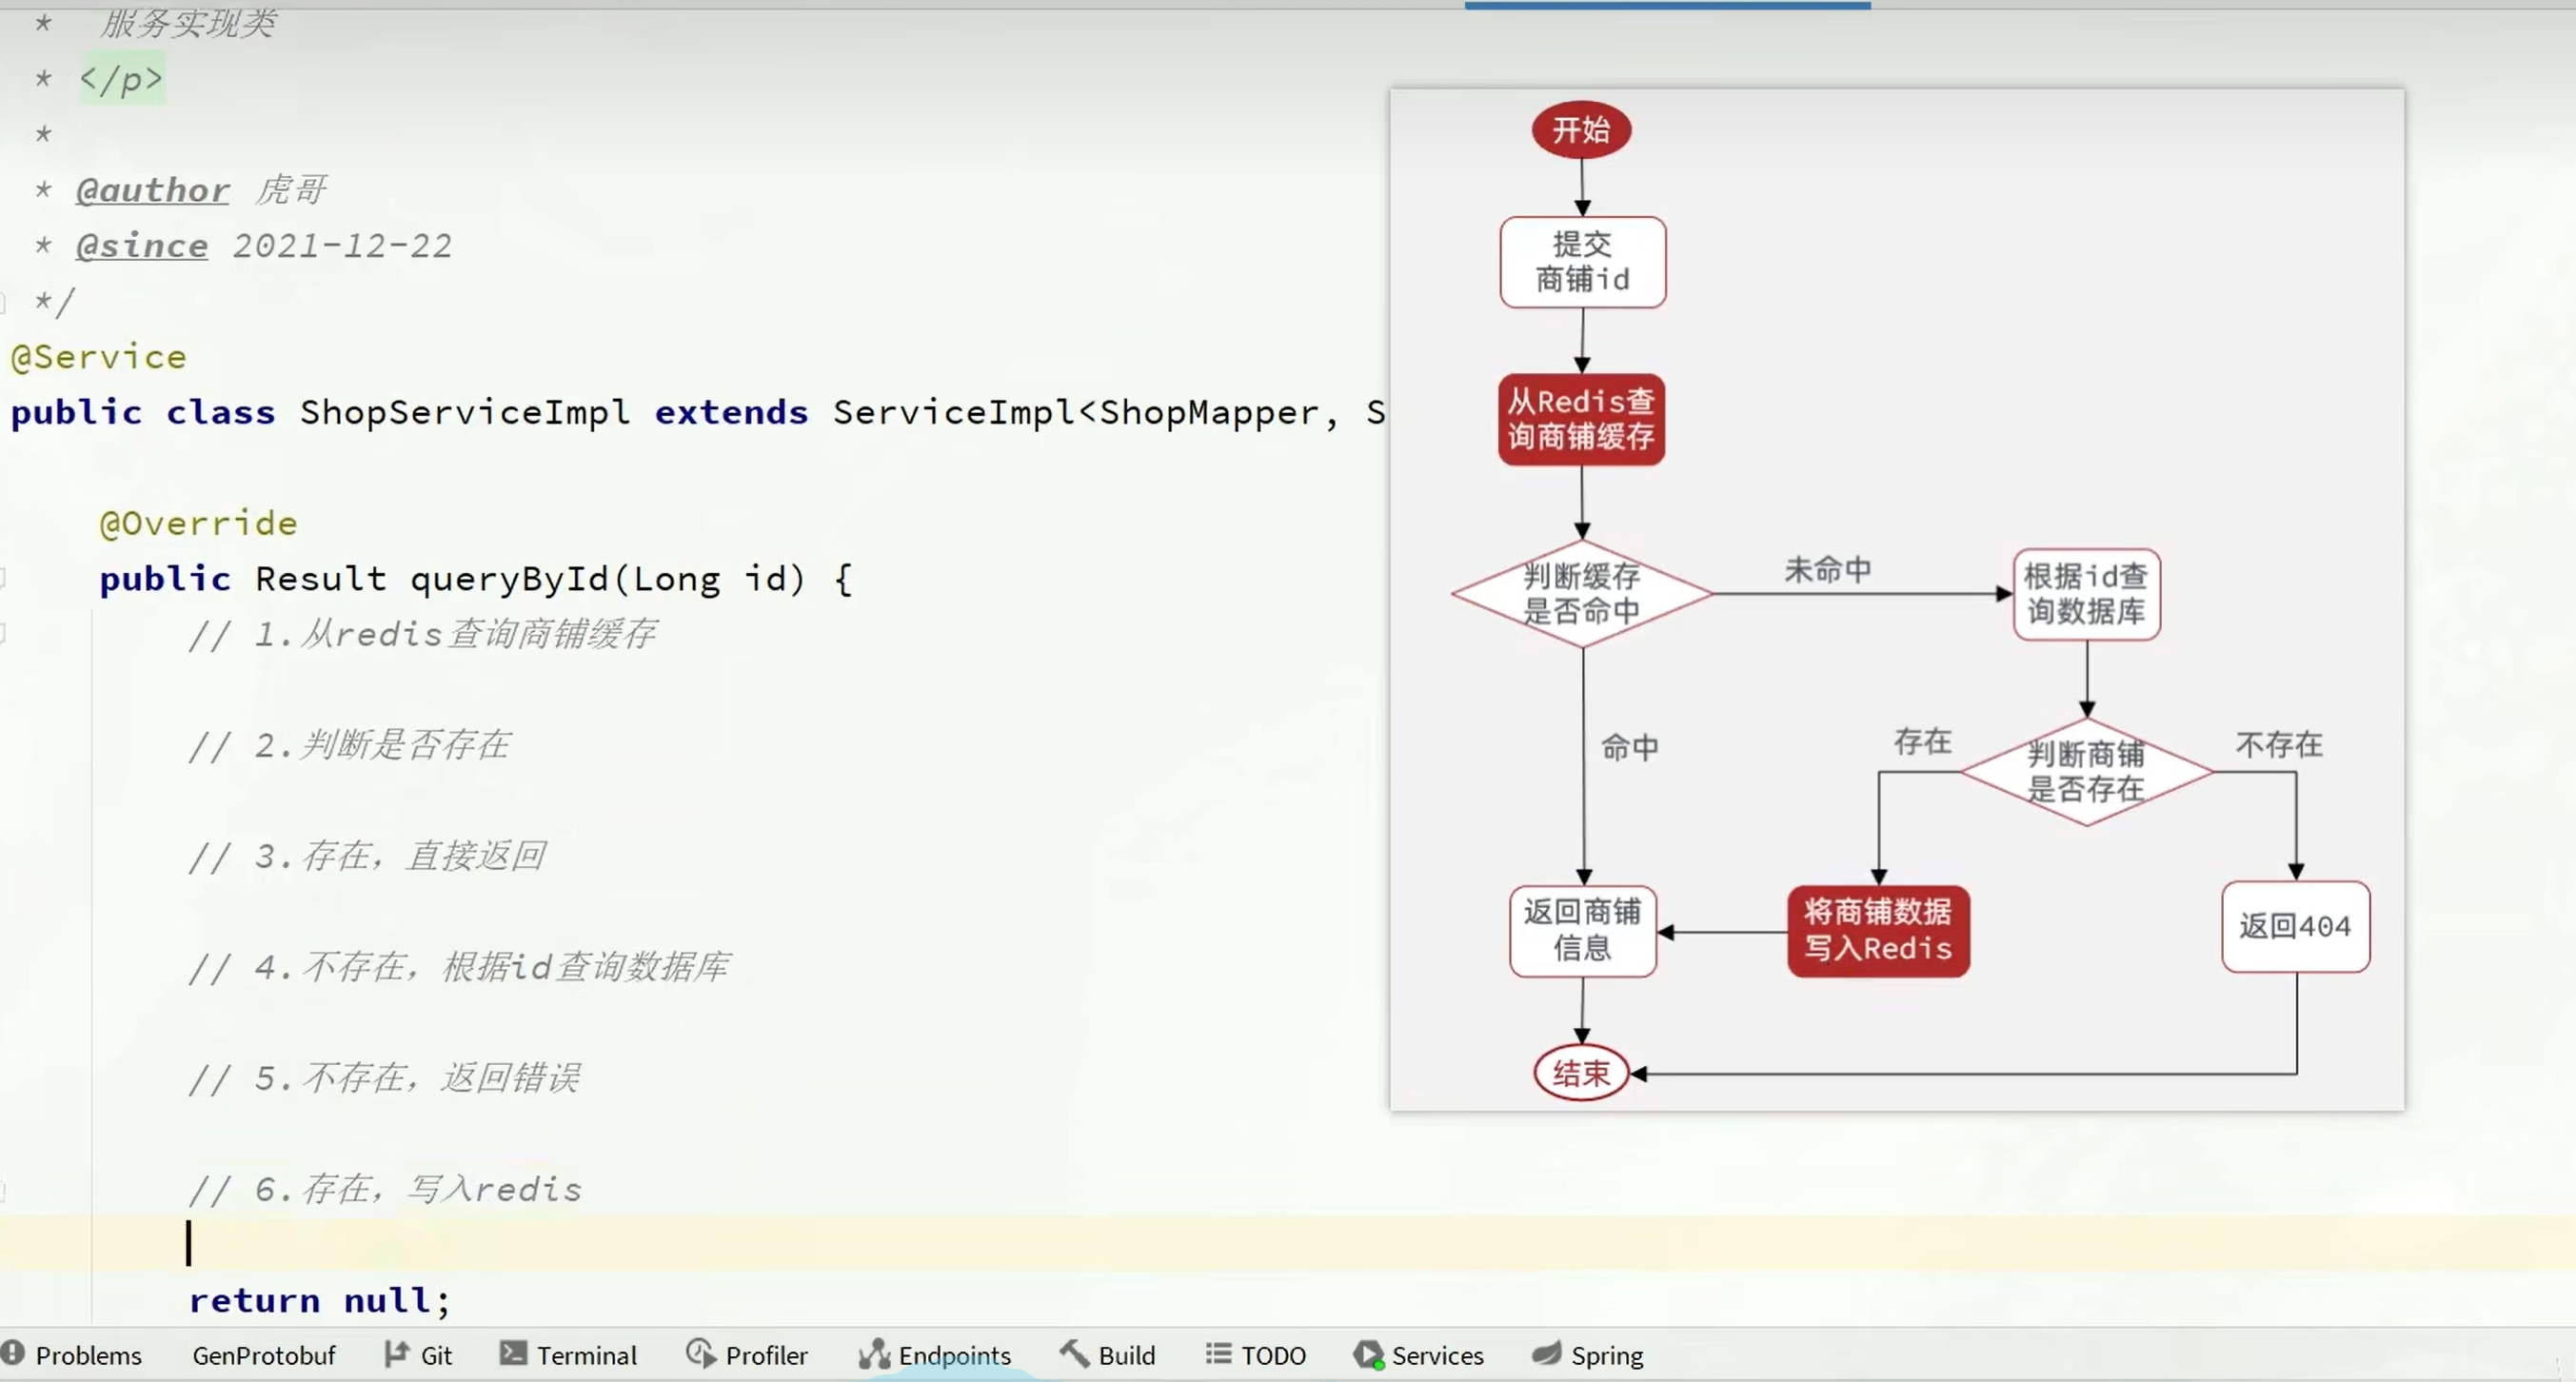 * 服务实现类
* </p>
*
* @author 虎哥
* @since 2021-12-22
*/
@Service
public class ShopServiceImpl extends ServiceImpl<ShopMapper, S
@Override
public Result queryById(Long id) {
// 1.从redis查询商铺缓存
// 2.判断是否存在
// 3.存在，直接返回
// 4.不存在，根据id查询数据库
// 5.不存在，返回错误
// 6.存在，写入redis
return null;
开始
提交
商铺id
从Redis查
询商铺缓存
判断缓存
是否命中
未命中
根据id查
询数据库
命中
存在
判断商铺
是否存在
不存在
返回商铺
信息
将商铺数据
写入Redis
返回404
结束
Problems GenProtobuf Git Terminal Profiler Endpoints Build TODO Services Spring